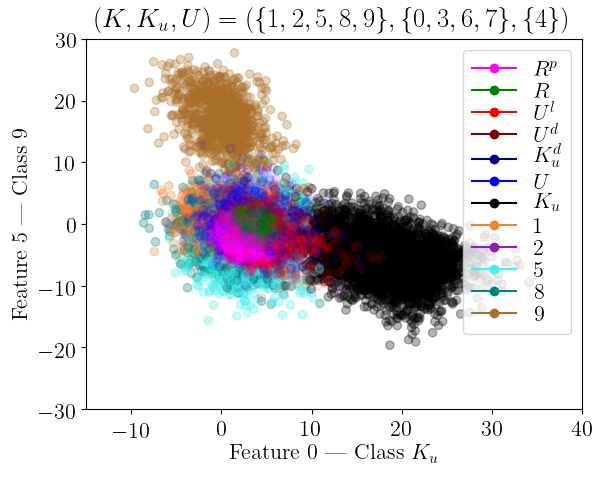 (K, K_u, U) = ({1, 2, 5, 8, 9}, {0, 3, 6, 7}, {4})
30
20
10
0
−10
−20
−30
Feature 5 — Class 9
R^p
R
U^l
U^d
K_u^d
U
K_u
1
2
5
8
9
−10
0
10
20
30
40
Feature 0 — Class K_u